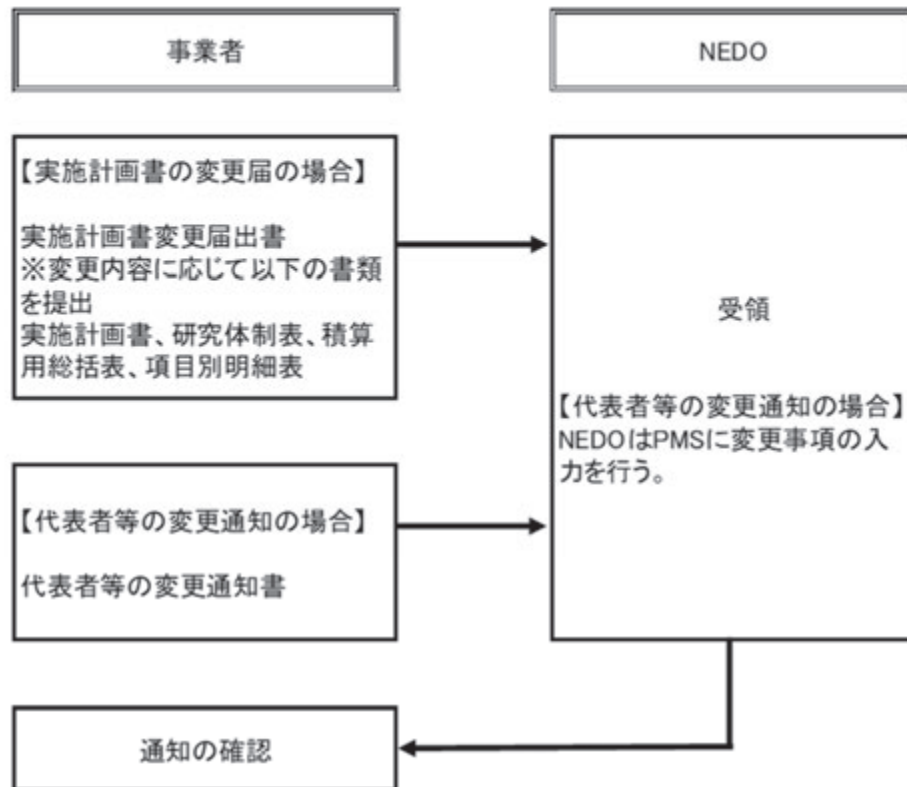 事業者
NEDO
【実施計画書の変更届の場合】
実施計画書変更届出書
※変更内容に応じて以下の書類
を提出
実施計画書、研究体制表、積算
用総括表、項目別明細表
受領
【代表者等の変更通知の場合】
NEDOはPMSに変更事項の入
力を行う。
【代表者等の変更通知の場合】
代表者等の変更通知書
通知の確認